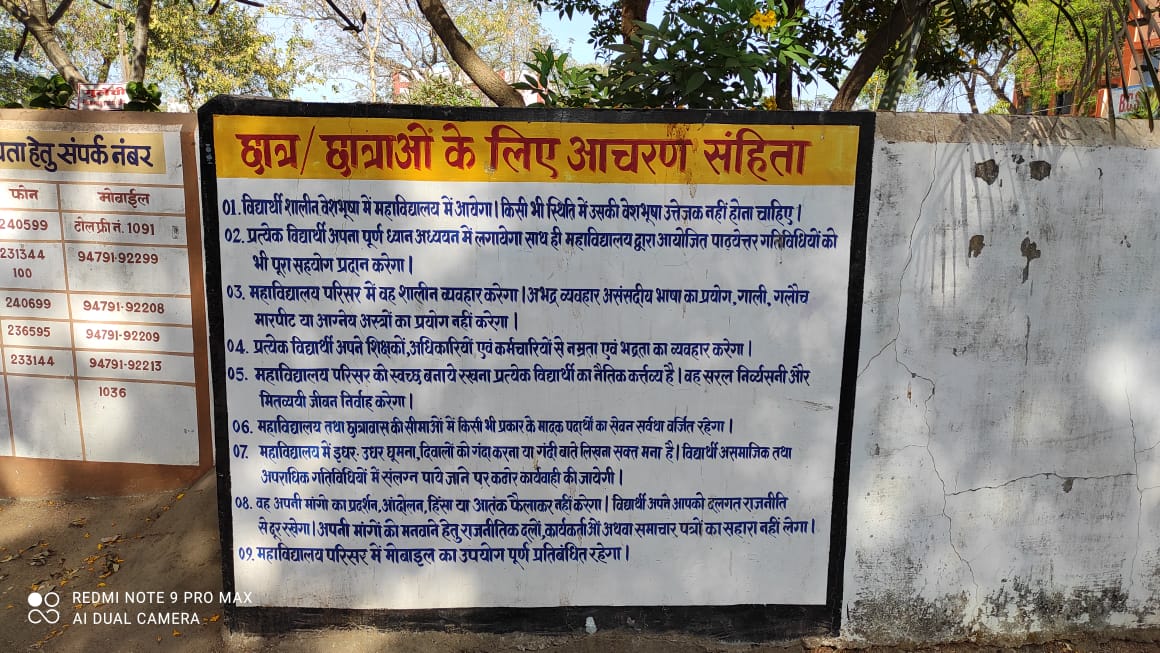 यता हेतु संपर्क नंबर
फोन मोबाईल
240599 टोल फ्री नं. 1091
231344 94791-92299
100
240699 94791-92208
236595 94791-92209
233144 94791-92213
1036
छात्र/छात्राओं के लिए आचरण संहिता
01. विद्यार्थी शालीन वेशभूषा में महाविद्यालय में आयेगा। किसी भी स्थिति में उसकी वेशभूषा उत्तेजक नहीं होना चाहिए।
02. प्रत्येक विद्यार्थी अपना पूर्ण ध्यान अध्ययन में लगायेगा साथ ही महाविद्यालय द्वारा आयोजित पाठ्येत्तर गतिविधियों को
भी पूरा सहयोग प्रदान करेगा।
03. महाविद्यालय परिसर में वह शालीन व्यवहार करेगा। अभद्र व्यवहार असंसदीय भाषा का प्रयोग, गाली, गलौच
मारपीट या आग्नेय अस्त्रों का प्रयोग नहीं करेगा।
04. प्रत्येक विद्यार्थी अपने शिक्षकों, अधिकारियों एवं कर्मचारियों से नम्रता एवं भद्रता का व्यवहार करेगा।
05. महाविद्यालय परिसर को स्वच्छ बनाये रखना प्रत्येक विद्यार्थी का नैतिक कर्त्तव्य है। वह सरल निर्व्यसनी और
मितव्ययी जीवन निर्वाह करेगा।
06. महाविद्यालय तथा छात्रावास की सीमाओं में किसी भी प्रकार के मादक पदार्थों का सेवन सर्वथा वर्जित रहेगा।
07. महाविद्यालय में इधर-उधर घूमना, दिवालों को गंदा करना या गंदी बाते लिखना सक्त मना है। विद्यार्थी असमाजिक तथा
अपराधिक गतिविधियों में संलग्न पाये जाने पर कठोर कार्यवाही की जायेगी।
08. वह अपनी मांगो का प्रदर्शन, आंदोलन, हिंसा या आतंक फैलाकर नहीं करेगा। विद्यार्थी अपने आपको दलगत राजनीति
से दूर रखेगा। अपनी मांगों को मनवाने हेतु राजनीतिक दलों, कार्यकर्ताओं अथवा समाचार पत्रों का सहारा नहीं लेगा।
09. महाविद्यालय परिसर में मोबाइल का उपयोग पूर्ण प्रतिबंधित रहेगा।
REDMI NOTE 9 PRO MAX
AI DUAL CAMERA